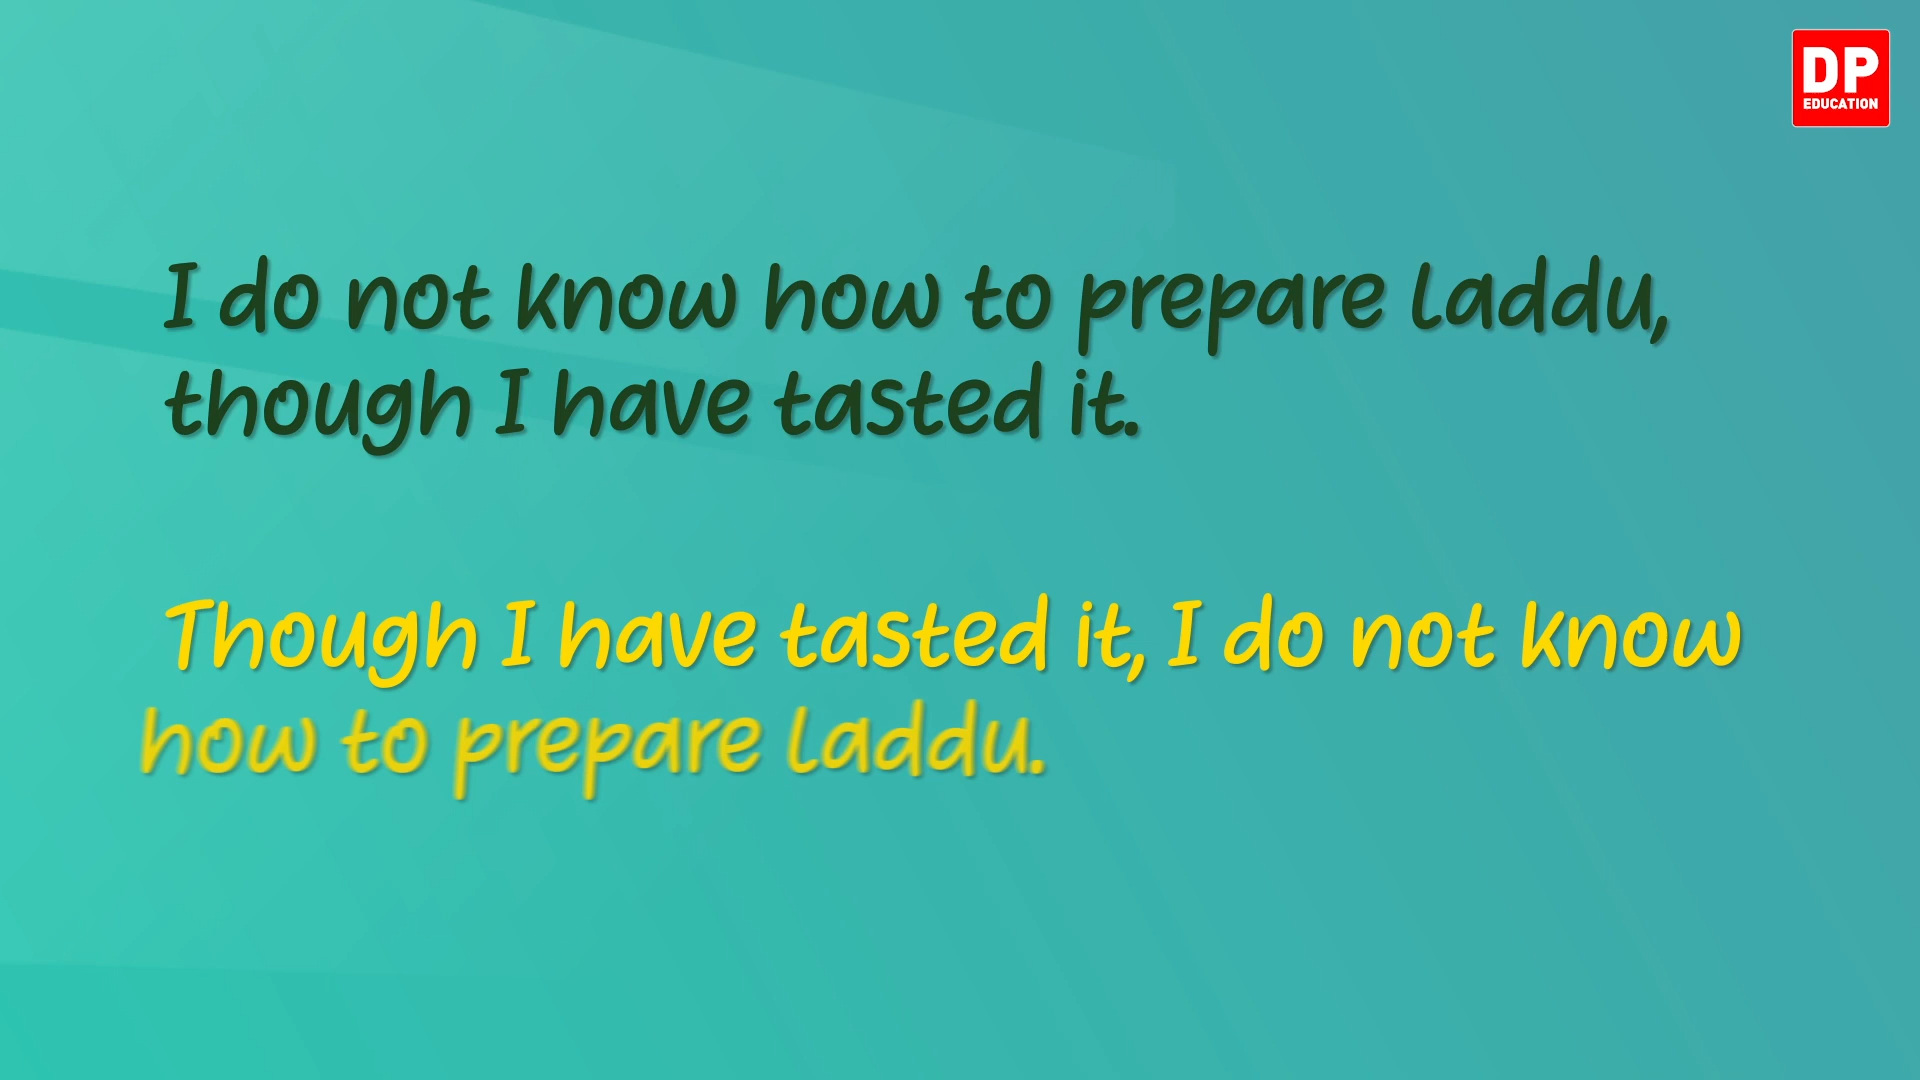 DP
EDUCATION
I do not know how to prepare laddu,
though I have tasted it.
Though I have tasted it, I do not know
how to prepare laddu.